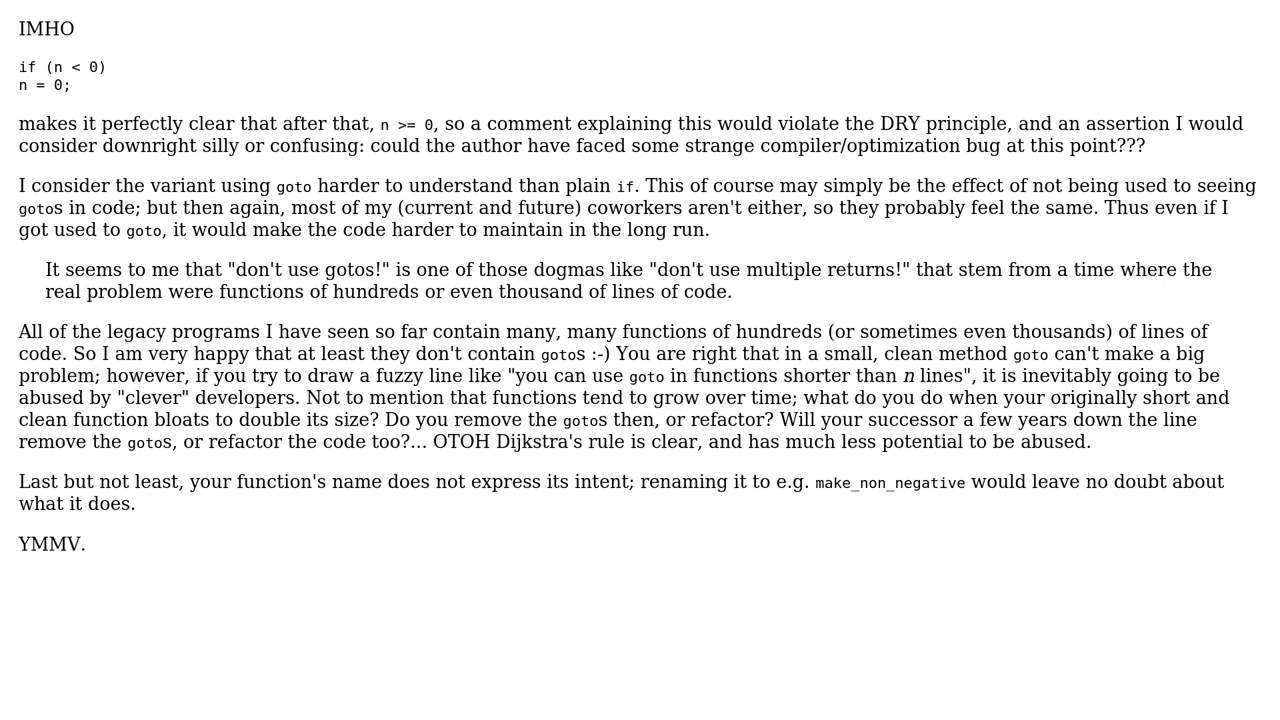 IMHO
if (n < 0)
n = 0;
makes it perfectly clear that after that, n >= 0, so a comment explaining this would violate the DRY principle, and an assertion I would
consider downright silly or confusing: could the author have faced some strange compiler/optimization bug at this point???
I consider the variant using goto harder to understand than plain if. This of course may simply be the effect of not being used to seeing
gotos in code; but then again, most of my (current and future) coworkers aren't either, so they probably feel the same. Thus even if I
got used to goto, it would make the code harder to maintain in the long run.
It seems to me that "don't use gotos!" is one of those dogmas like "don't use multiple returns!" that stem from a time where the
real problem were functions of hundreds or even thousand of lines of code.
All of the legacy programs I have seen so far contain many, many functions of hundreds (or sometimes even thousands) of lines of
code. So I am very happy that at least they don't contain gotos :-) You are right that in a small, clean method goto can't make a big
problem; however, if you try to draw a fuzzy line like "you can use goto in functions shorter than n lines", it is inevitably going to be
abused by "clever" developers. Not to mention that functions tend to grow over time; what do you do when your originally short and
clean function bloats to double its size? Do you remove the gotos then, or refactor? Will your successor a few years down the line
remove the gotos, or refactor the code too?... OTOH Dijkstra's rule is clear, and has much less potential to be abused.
Last but not least, your function's name does not express its intent; renaming it to e.g. make_non_negative would leave no doubt about
what it does.
YMMV.